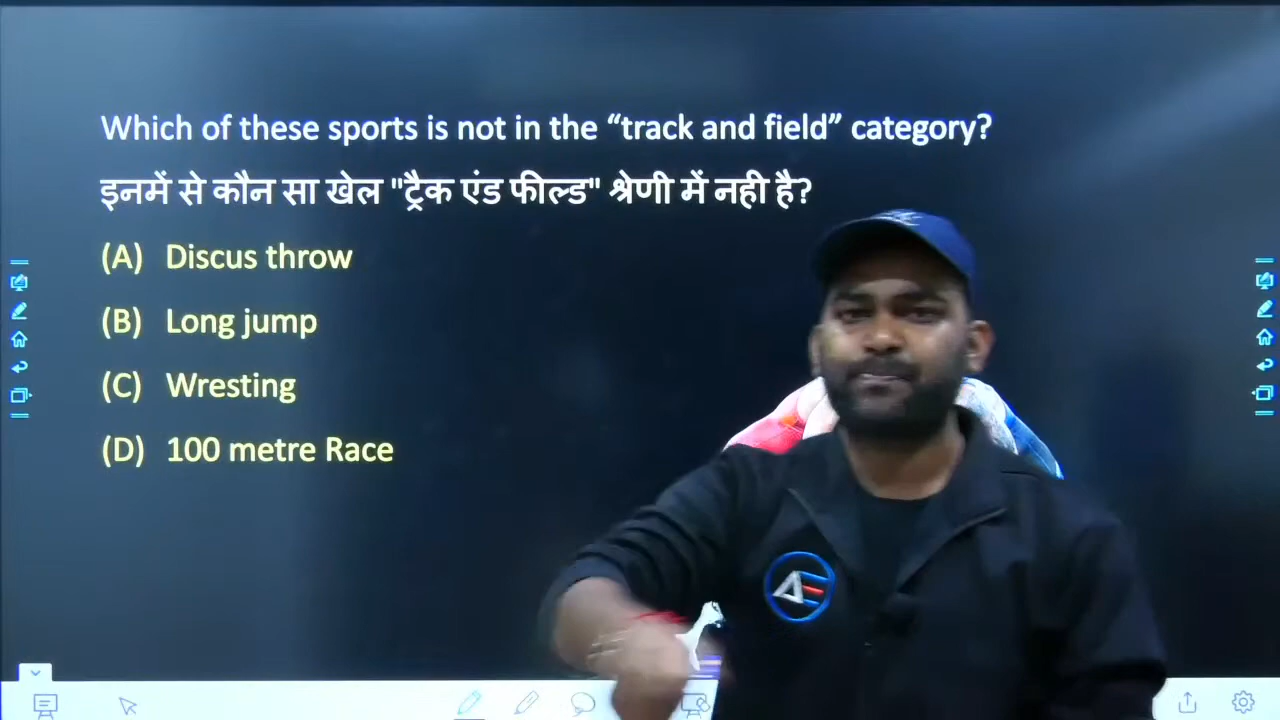 Which of these sports is not in the “track and field” category?
इनमें से कौन सा खेल "ट्रैक एंड फील्ड" श्रेणी में नही है?
(A) Discus throw
(B) Long jump
(C) Wresting
(D) 100 metre Race